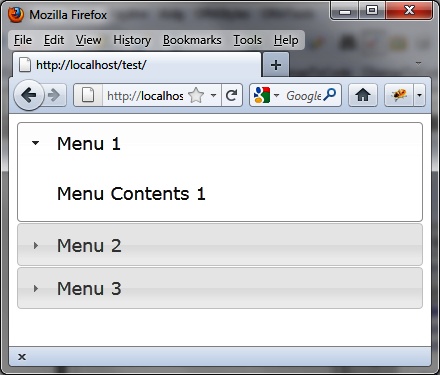 Mozilla Firefox
File Edit View History Bookmarks Tools Help
http://localhost/test/
http://localhos Google
Menu 1
Menu Contents 1
Menu 2
Menu 3
x